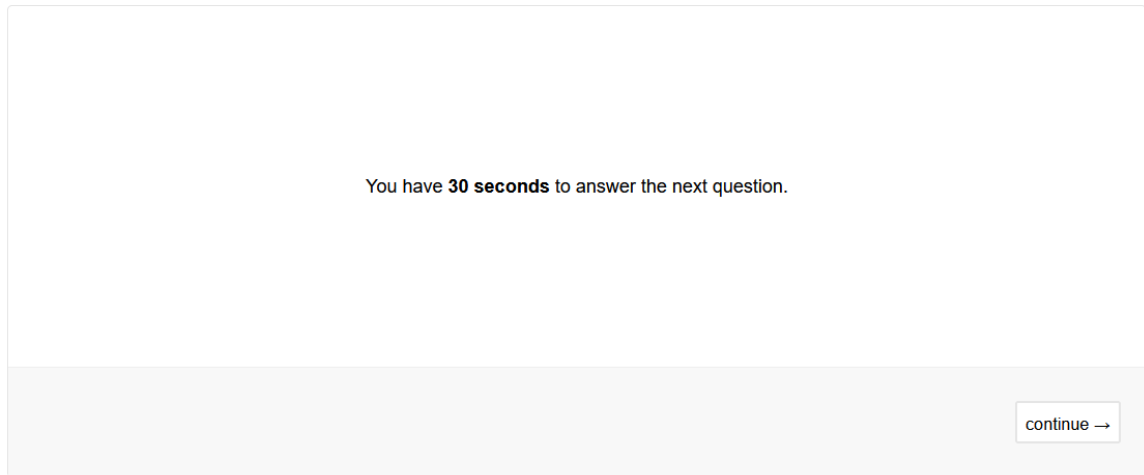 You have 30 seconds to answer the next question.
continue →